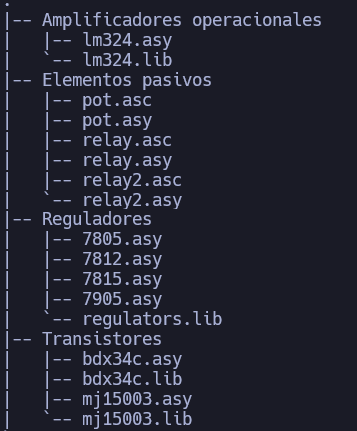 .
|-- Amplificadores operacionales
|   |-- lm324.asy
|   `-- lm324.lib
|-- Elementos pasivos
|   |-- pot.asc
|   |-- pot.asy
|   |-- relay.asc
|   |-- relay.asy
|   |-- relay2.asc
|   `-- relay2.asy
|-- Reguladores
|   |-- 7805.asy
|   |-- 7812.asy
|   |-- 7815.asy
|   |-- 7905.asy
|   `-- regulators.lib
|-- Transistores
|   |-- bdx34c.asy
|   |-- bdx34c.lib
|   |-- mj15003.asy
|   `-- mj15003.lib